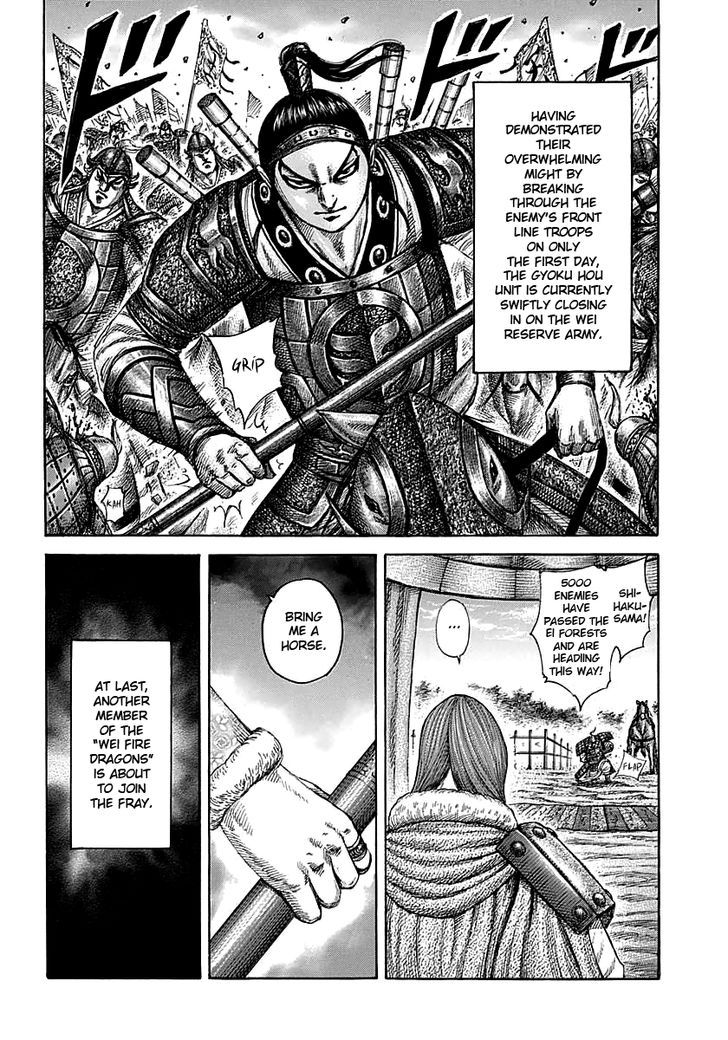 ドドド
HAVING
DEMONSTRATED
THEIR
OVERWHELMING
MIGHT BY
BREAKING
THROUGH THE
ENEMY'S FRONT
LINE TROOPS
ON ONLY
THE FIRST DAY,
THE GYOKU HOU
UNIT IS CURRENTLY
SWIFTLY CLOSING
IN ON THE WEI
RESERVE ARMY.
GRIP
KAH
SHI-
HAKU-
SAMA!
5000
ENEMIES
HAVE
PASSED THE
EI FORESTS
AND ARE
HEADIING
THIS WAY!
...
FLAP
BRING
ME A
HORSE.
AT LAST,
ANOTHER
MEMBER
OF THE
"WEI FIRE
DRAGONS"
IS ABOUT
TO JOIN
THE FRAY.